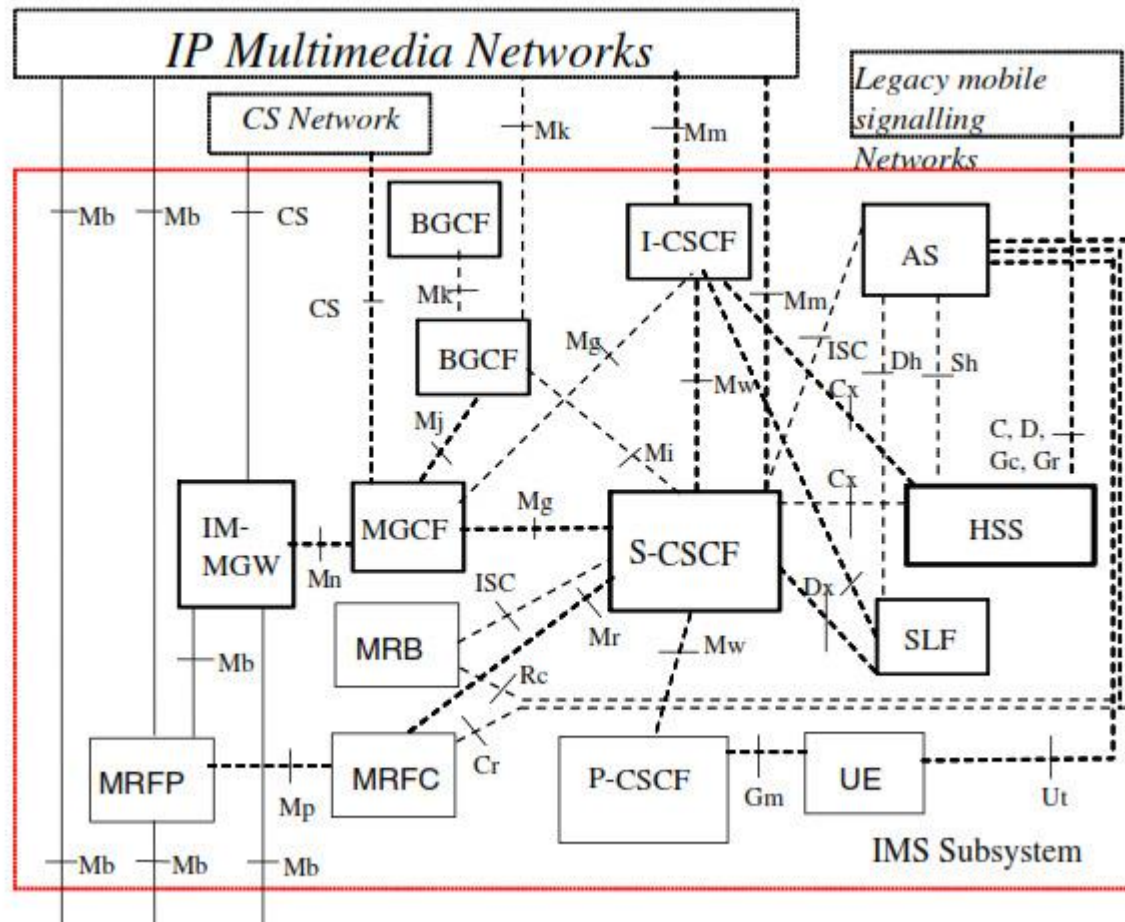 IP Multimedia Networks
CS Network
Legacy mobile
signalling
Networks
Mk
Mm
Mb
Mb
CS
BGCF
I-CSCF
AS
Mk
CS
Mm
BGCF
Mg
ISC
Dh
Sh
Mw
Cx
Mj
Mi
C, D,
Gc, Gr
Cx
IM-
MGW
MGCF
Mg
S-CSCF
HSS
Mn
ISC
Dx
Mr
MRB
Mw
SLF
Mb
Rc
MRFP
Mp
MRFC
Cr
P-CSCF
Gm
UE
Ut
IMS Subsystem
Mb
Mb
Mb